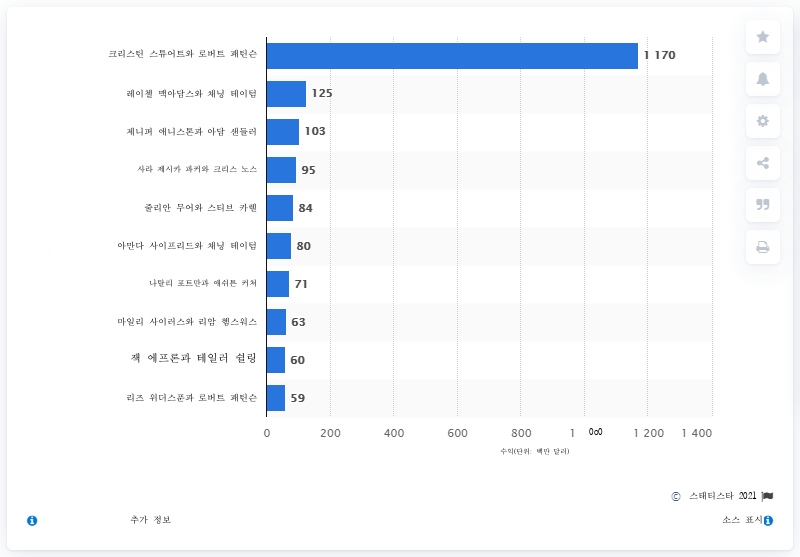 크리스틴 스튜어트와 로버트 패틴슨 1 170
레이첼 맥아담스와 채닝 테이텀 125
제니퍼 애니스톤과 아담 샌들러 103
사라 제시카 파커와 크리스 노스 95
줄리안 무어와 스티브 카렐 84
아만다 사이프리드와 채닝 테이텀 80
나탈리 포트만과 애쉬튼 커처 71
마일리 사이러스와 리암 헴스워스 63
잭 에프론과 테일러 쉴링 60
리즈 위더스푼과 로버트 패틴슨 59
0 200 400 600 800 1 0o0 1 200 1 400
수익(단위: 백만 달러)
© 스태티스타 2021
추가 정보 소스 표시